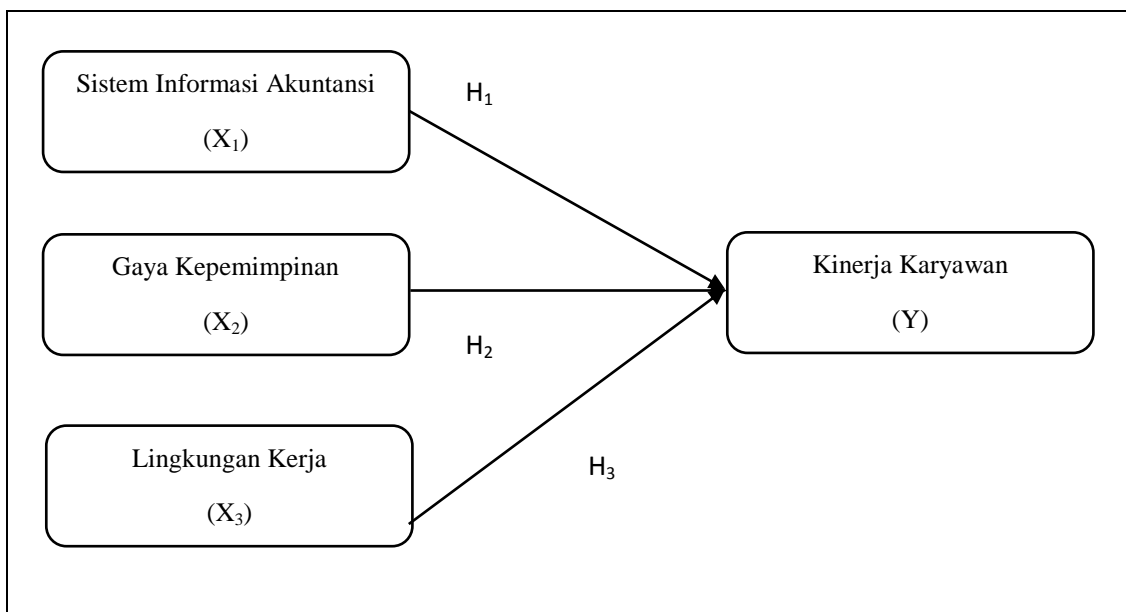 Sistem Informasi Akuntansi
(X₁)
H₁
Gaya Kepemimpinan
(X₂)
H₂
Kinerja Karyawan
(Y)
Lingkungan Kerja
(X₃)
H₃